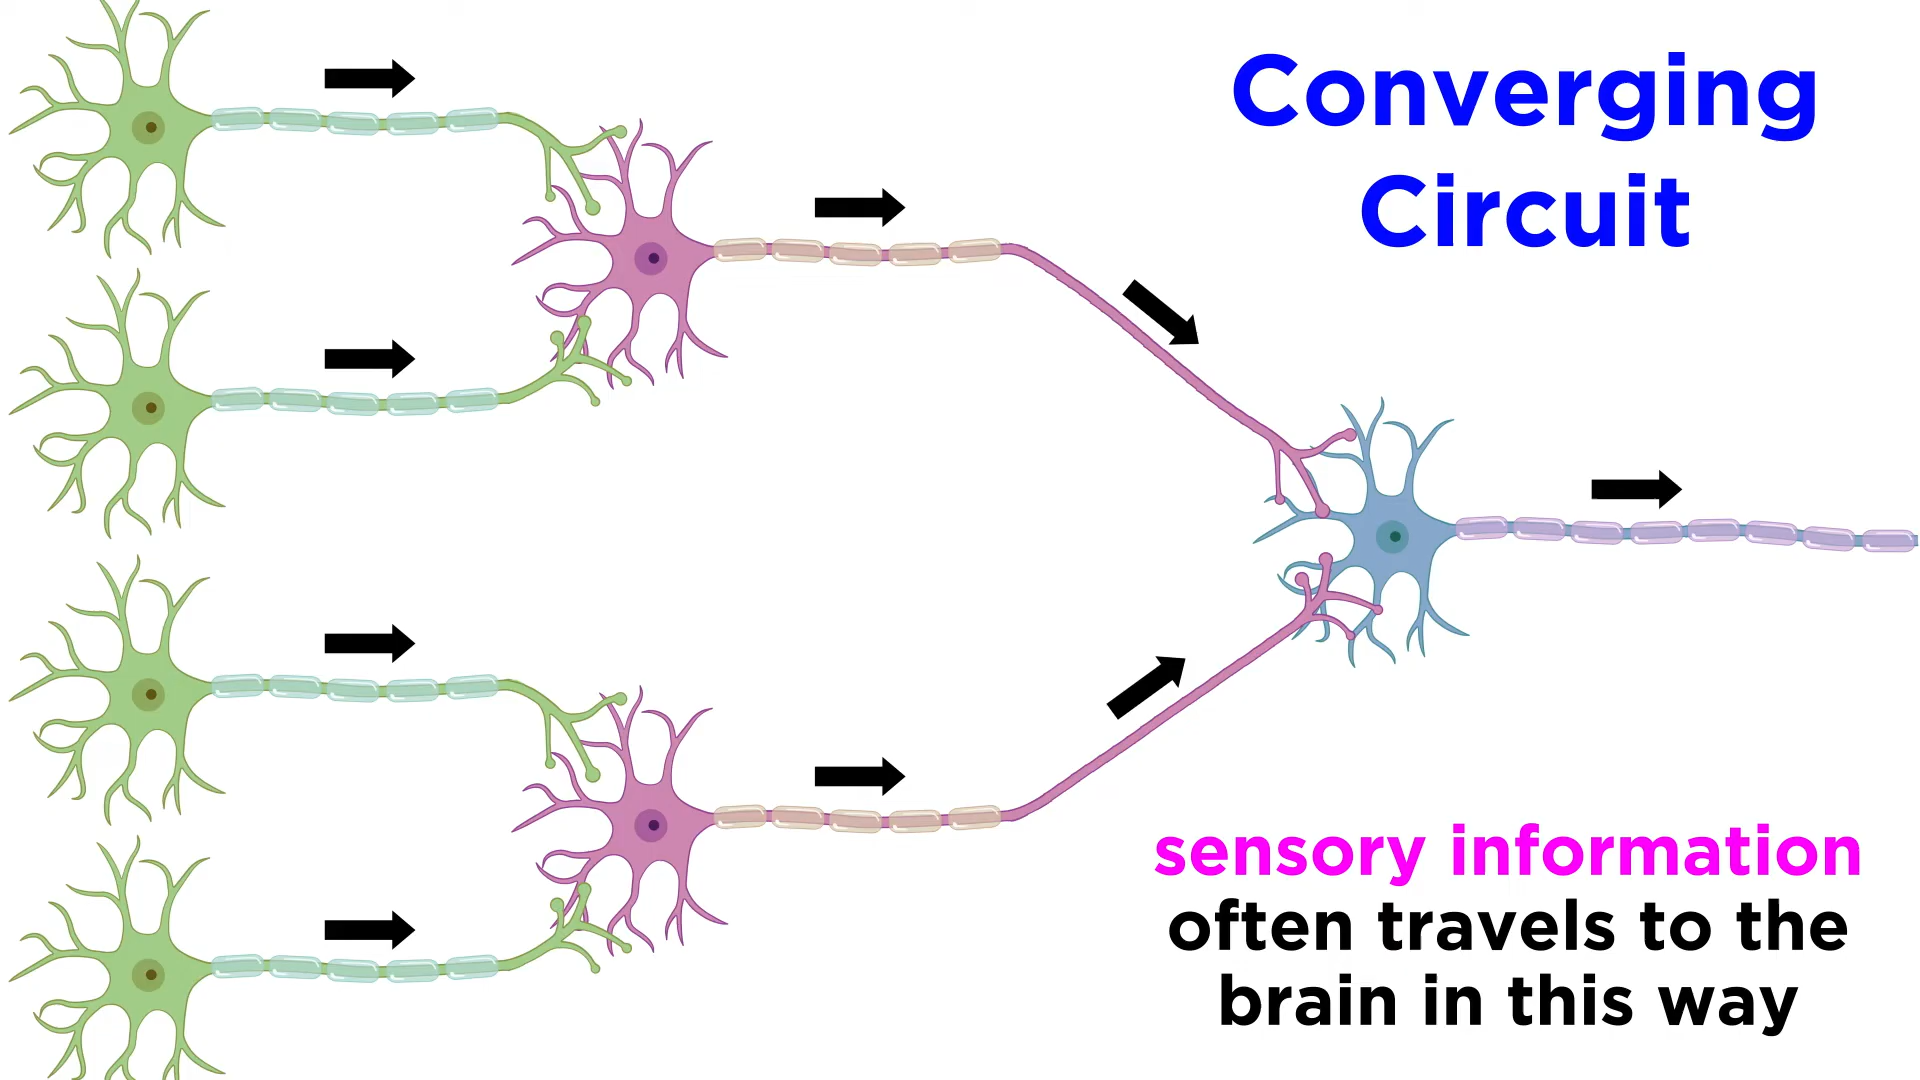 Converging
Circuit
sensory information
often travels to the
brain in this way